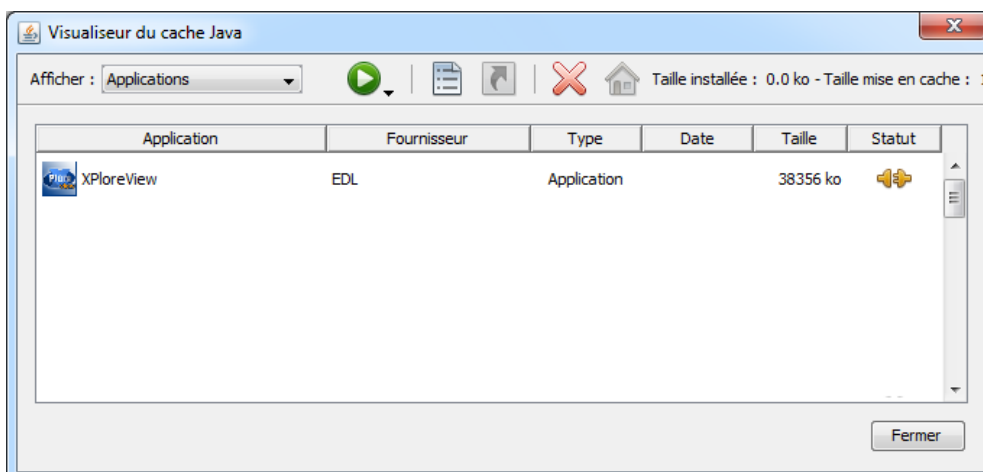 Visualiseur du cache Java
Afficher : Applications Taille installée : 0.0 ko - Taille mise en cache :
Application Fournisseur Type Date Taille Statut
XPloreView EDL Application 38356 ko
Fermer